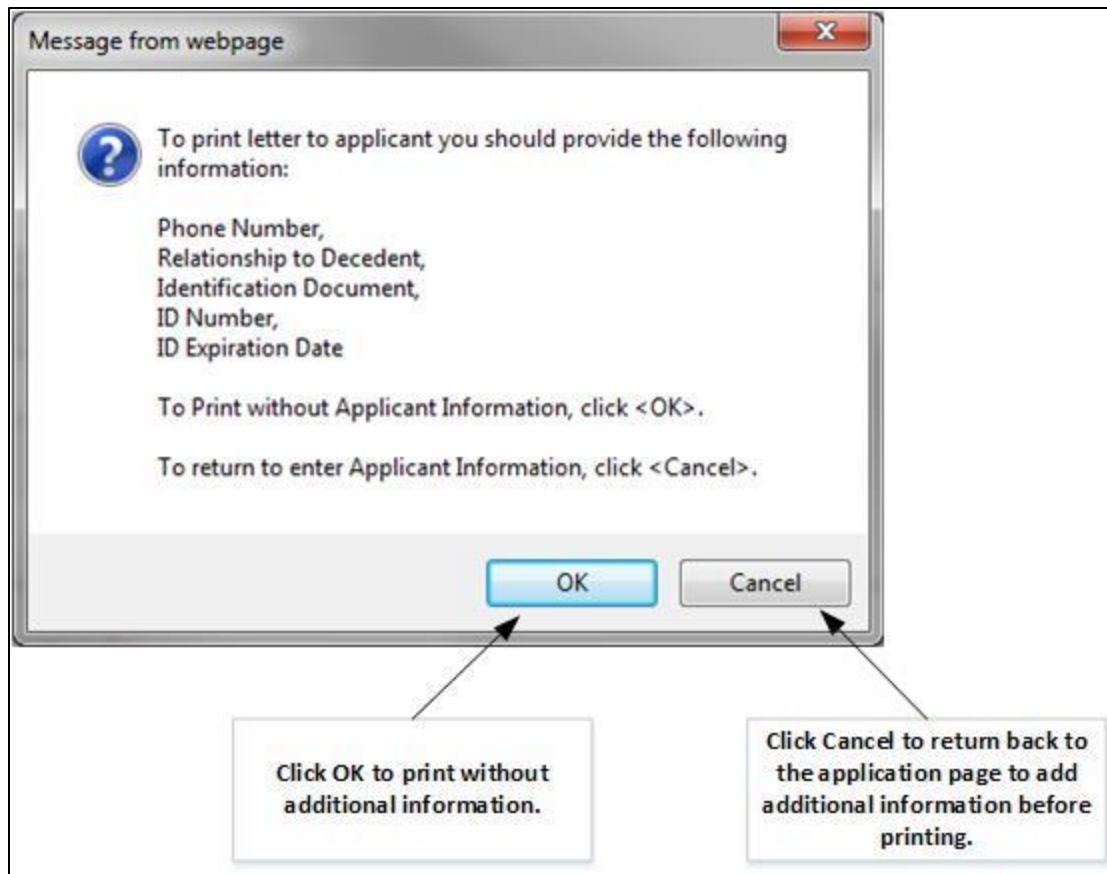 Message from webpage
To print letter to applicant you should provide the following
information:
Phone Number,
Relationship to Decedent,
Identification Document,
ID Number,
ID Expiration Date
To Print without Applicant Information, click <OK>.
To return to enter Applicant Information, click <Cancel>.
OK
Cancel
Click OK to print without
additional information.
Click Cancel to return back to
the application page to add
additional information before
printing.